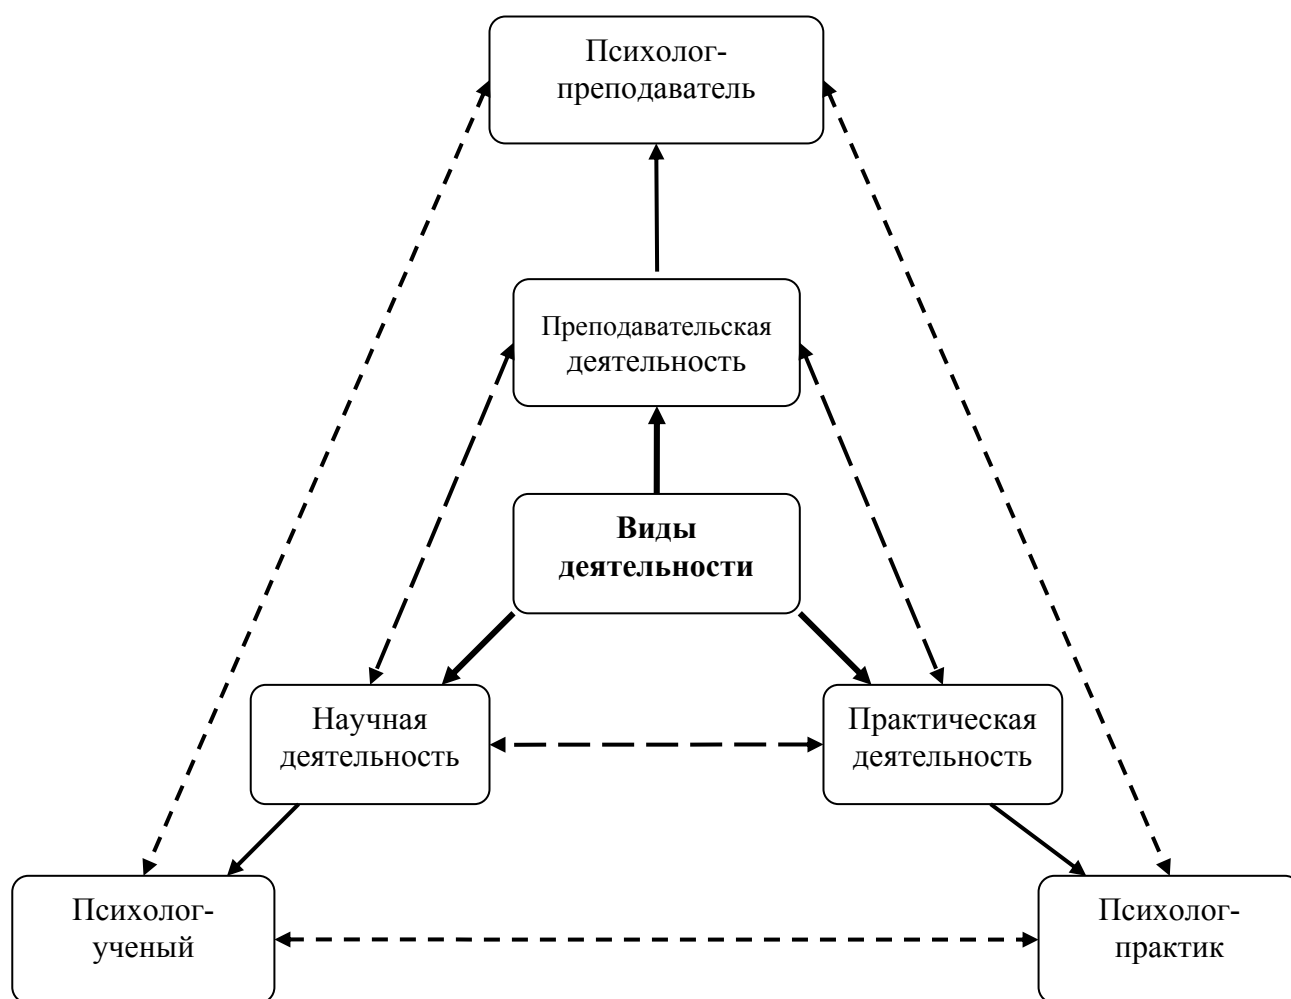 Психолог-
преподаватель
Преподавательская
деятельность
Виды
деятельности
Научная
деятельность
Практическая
деятельность
Психолог-
ученый
Психолог-
практик